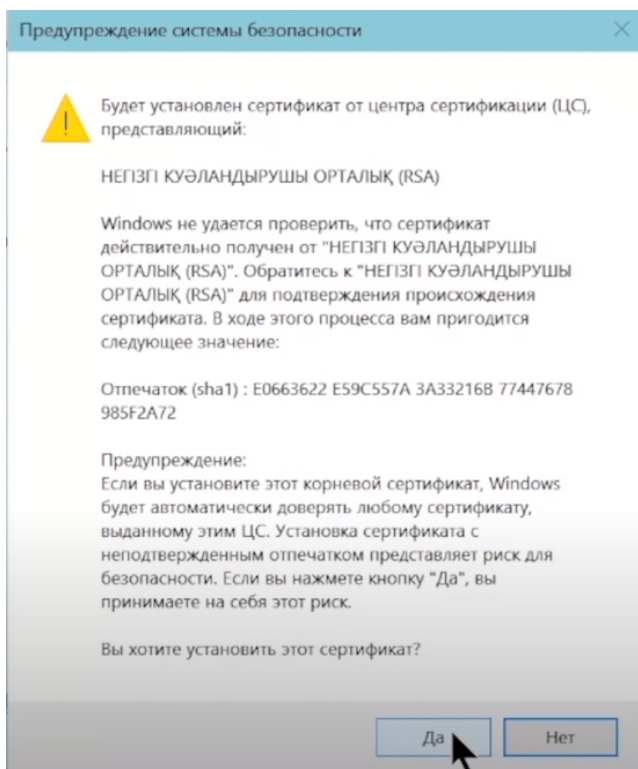 Предупреждение системы безопасности
Будет установлен сертификат от центра сертификации (ЦС),
представляющий:
НЕГІЗГІ КУӘЛАНДЫРУШЫ ОРТАЛЫҚ (RSA)
Windows не удается проверить, что сертификат
действительно получен от "НЕГІЗГІ КУӘЛАНДЫРУШЫ
ОРТАЛЫҚ (RSA)". Обратитесь к "НЕГІЗГІ КУӘЛАНДЫРУШЫ
ОРТАЛЫҚ (RSA)" для подтверждения происхождения
сертификата. В ходе этого процесса вам пригодится
следующее значение:
Отпечаток (sha1) : E0663622 E59C557A 3A33216B 77447678
985F2A72
Предупреждение:
Если вы установите этот корневой сертификат, Windows
будет автоматически доверять любому сертификату,
выданному этим ЦС. Установка сертификата с
неподтвержденным отпечатком представляет риск для
безопасности. Если вы нажмете кнопку "Да", вы
принимаете на себя этот риск.
Вы хотите установить этот сертификат?
Да Нет